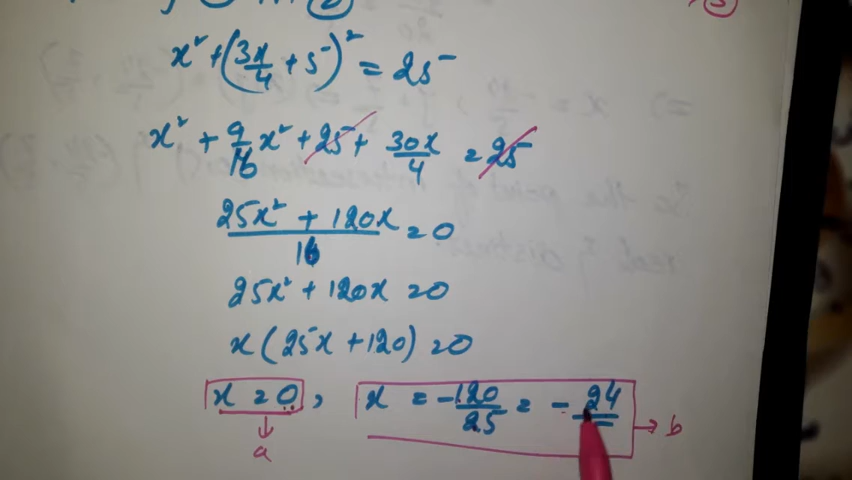 x² + (3x/4 + 5)² = 25
x² + 9/16 x² + 25 + 30x/4 = 25
25x² + 120x / 16 = 0
25x² + 120x = 0
x (25x + 120) = 0
x = 0, x = -120/25 = -24 → b
a